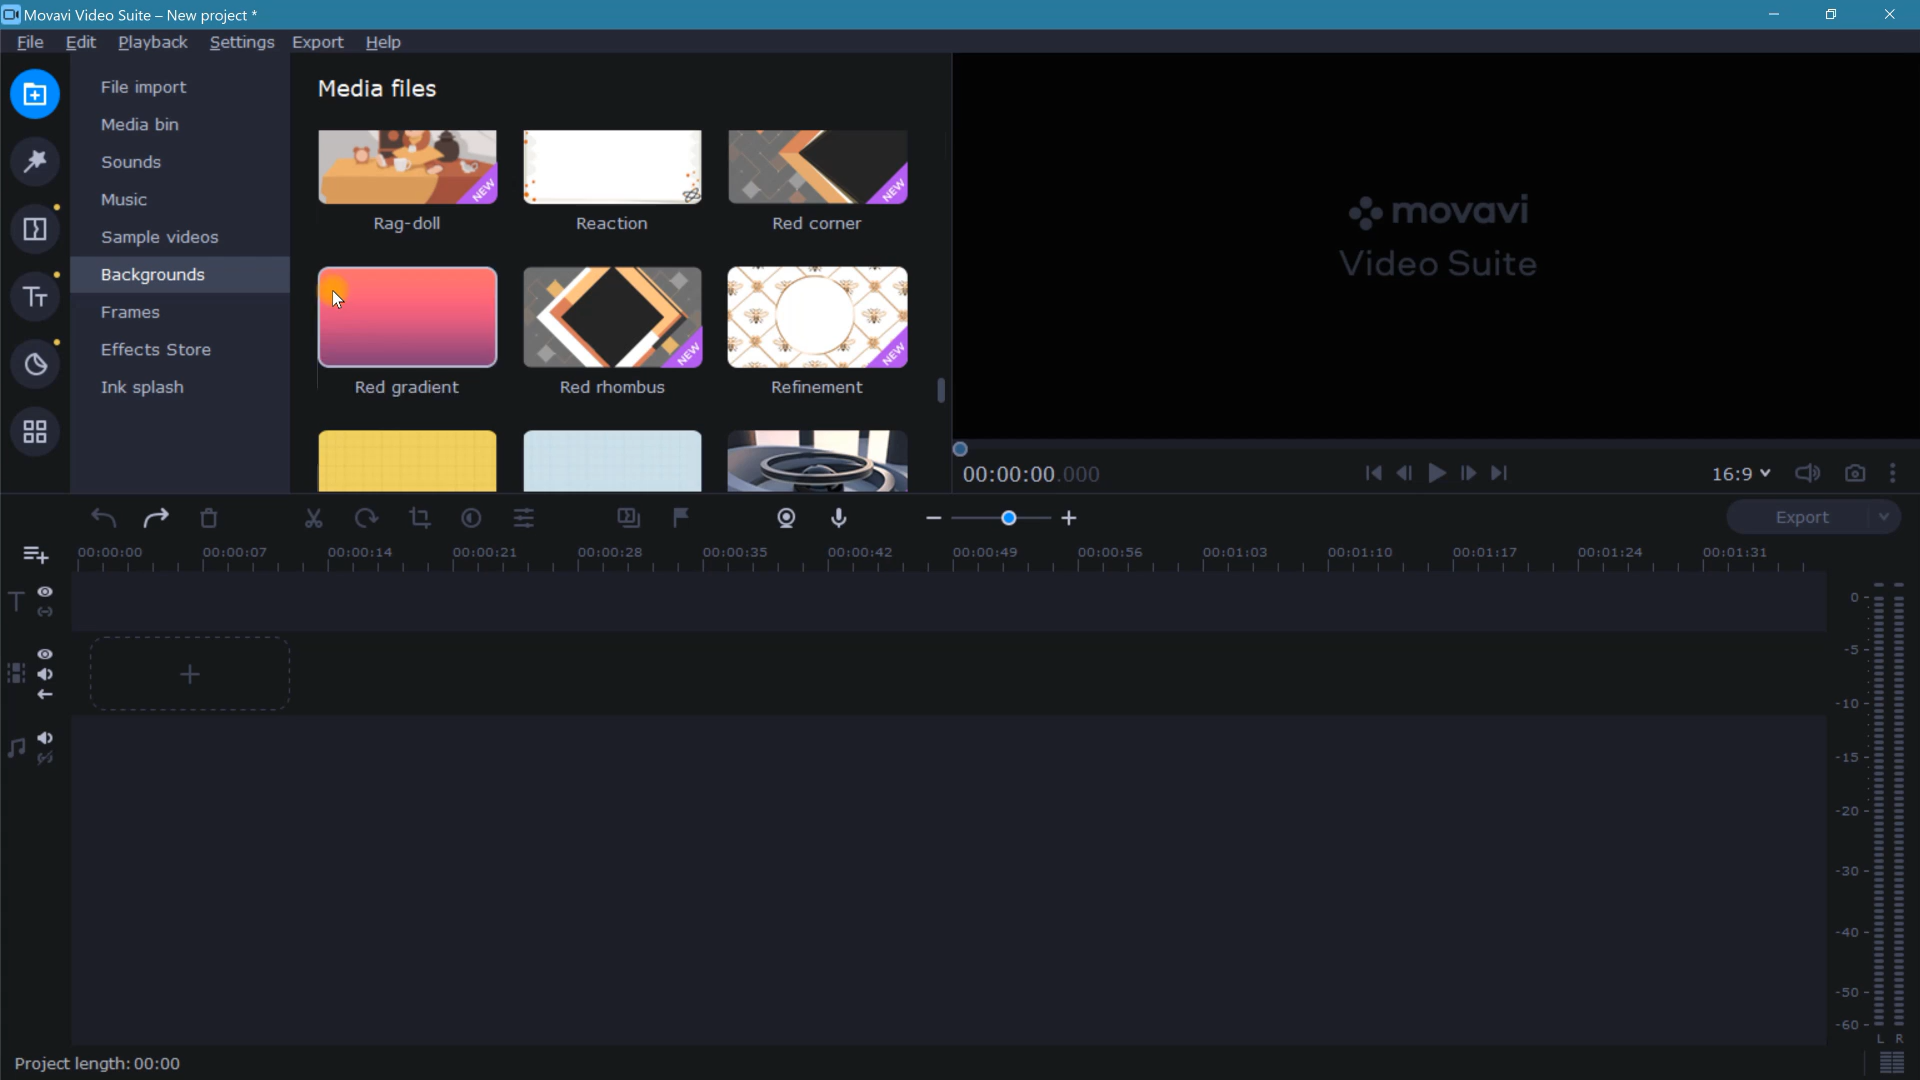 Movavi Video Suite – New project *
File Edit Playback Settings Export Help
File import
Media bin
Sounds
Music
Sample videos
Backgrounds
Frames
Effects Store
Ink splash
Media files
NEW
NEW
Rag-doll Reaction Red corner
NEW
NEW
Red gradient Red rhombus Refinement
movavi
Video Suite
00:00:00.000
16:9
Export
00:00:00 00:00:07 00:00:14 00:00:21 00:00:28 00:00:35 00:00:42 00:00:49 00:00:56 00:01:03 00:01:10 00:01:17 00:01:24 00:01:31
0
-5
-10
-15
-20
-30
-40
-50
-60
L R
Project length: 00:00